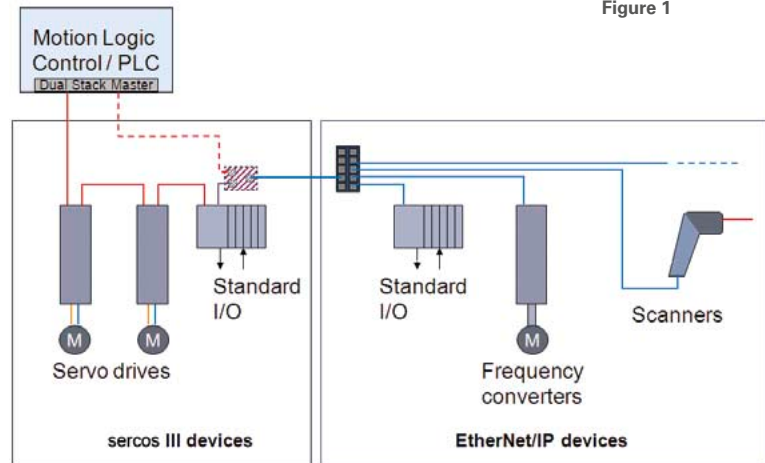 Figure 1
Motion Logic
Control / PLC
Dual Stack Master
Standard
I/O
Standard
I/O
Scanners
M
M
M
Servo drives
Frequency
converters
sercos III devices
EtherNet/IP devices